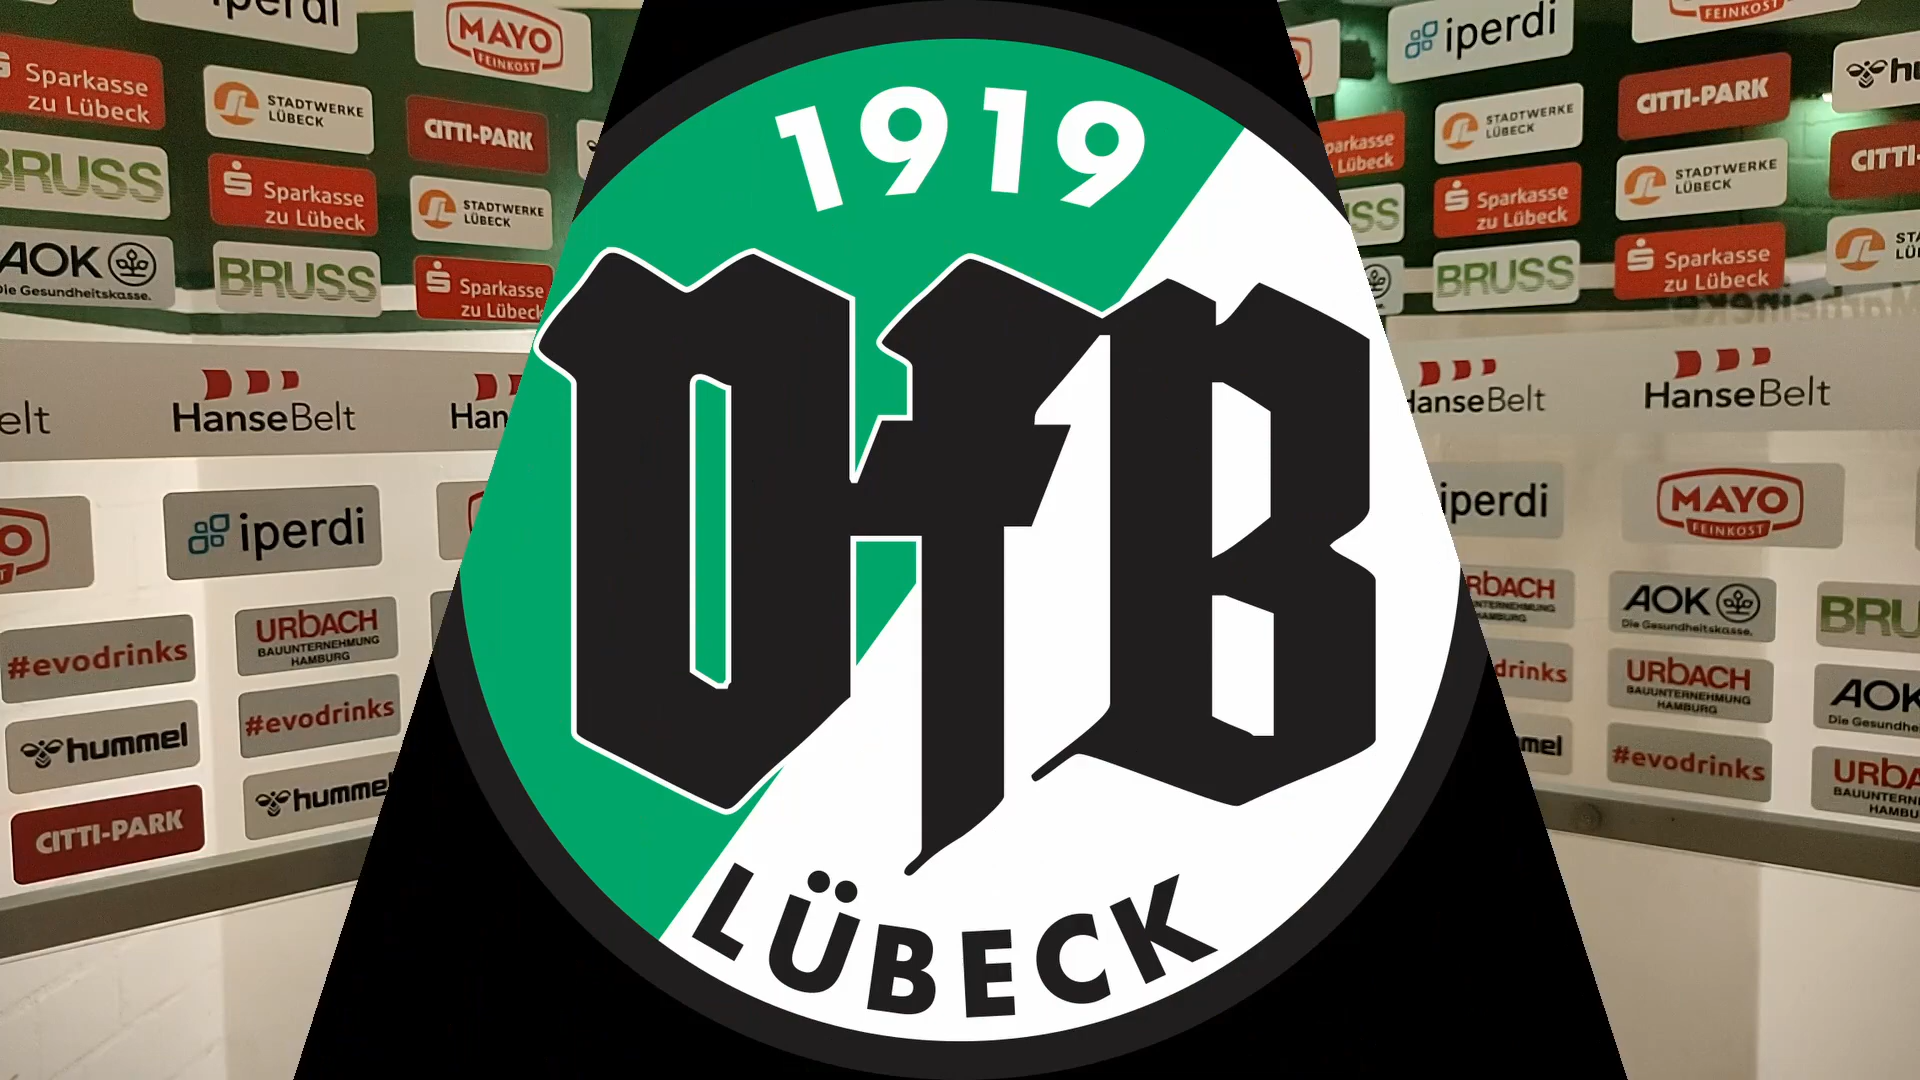 iperdi
MAYO
FEINKOST
Sparkasse
zu Lübeck
STADTWERKE
LÜBECK
CITTI-PARK
BRUSS
Sparkasse
zu Lübeck
STADTWERKE
LÜBECK
AOK
Die Gesundheitskasse.
BRUSS
Sparkasse
zu Lübeck
HanseBelt
iperdi
#evodrinks
URBACH
BAUUNTERNEHMUNG
HAMBURG
hummel
#evodrinks
CITTI-PARK
hummel
1919
VfB
LÜBECK
iperdi
FEINKOST
STADTWERKE
LÜBECK
CITTI-PARK
Sparkasse
zu Lübeck
STADTWERKE
LÜBECK
BRUSS
Sparkasse
zu Lübeck
HanseBelt
HanseBelt
iperdi
MAYO
FEINKOST
AOK
Die Gesundheitskasse.
URBACH
BAUUNTERNEHMUNG
HAMBURG
AOK
#evodrinks